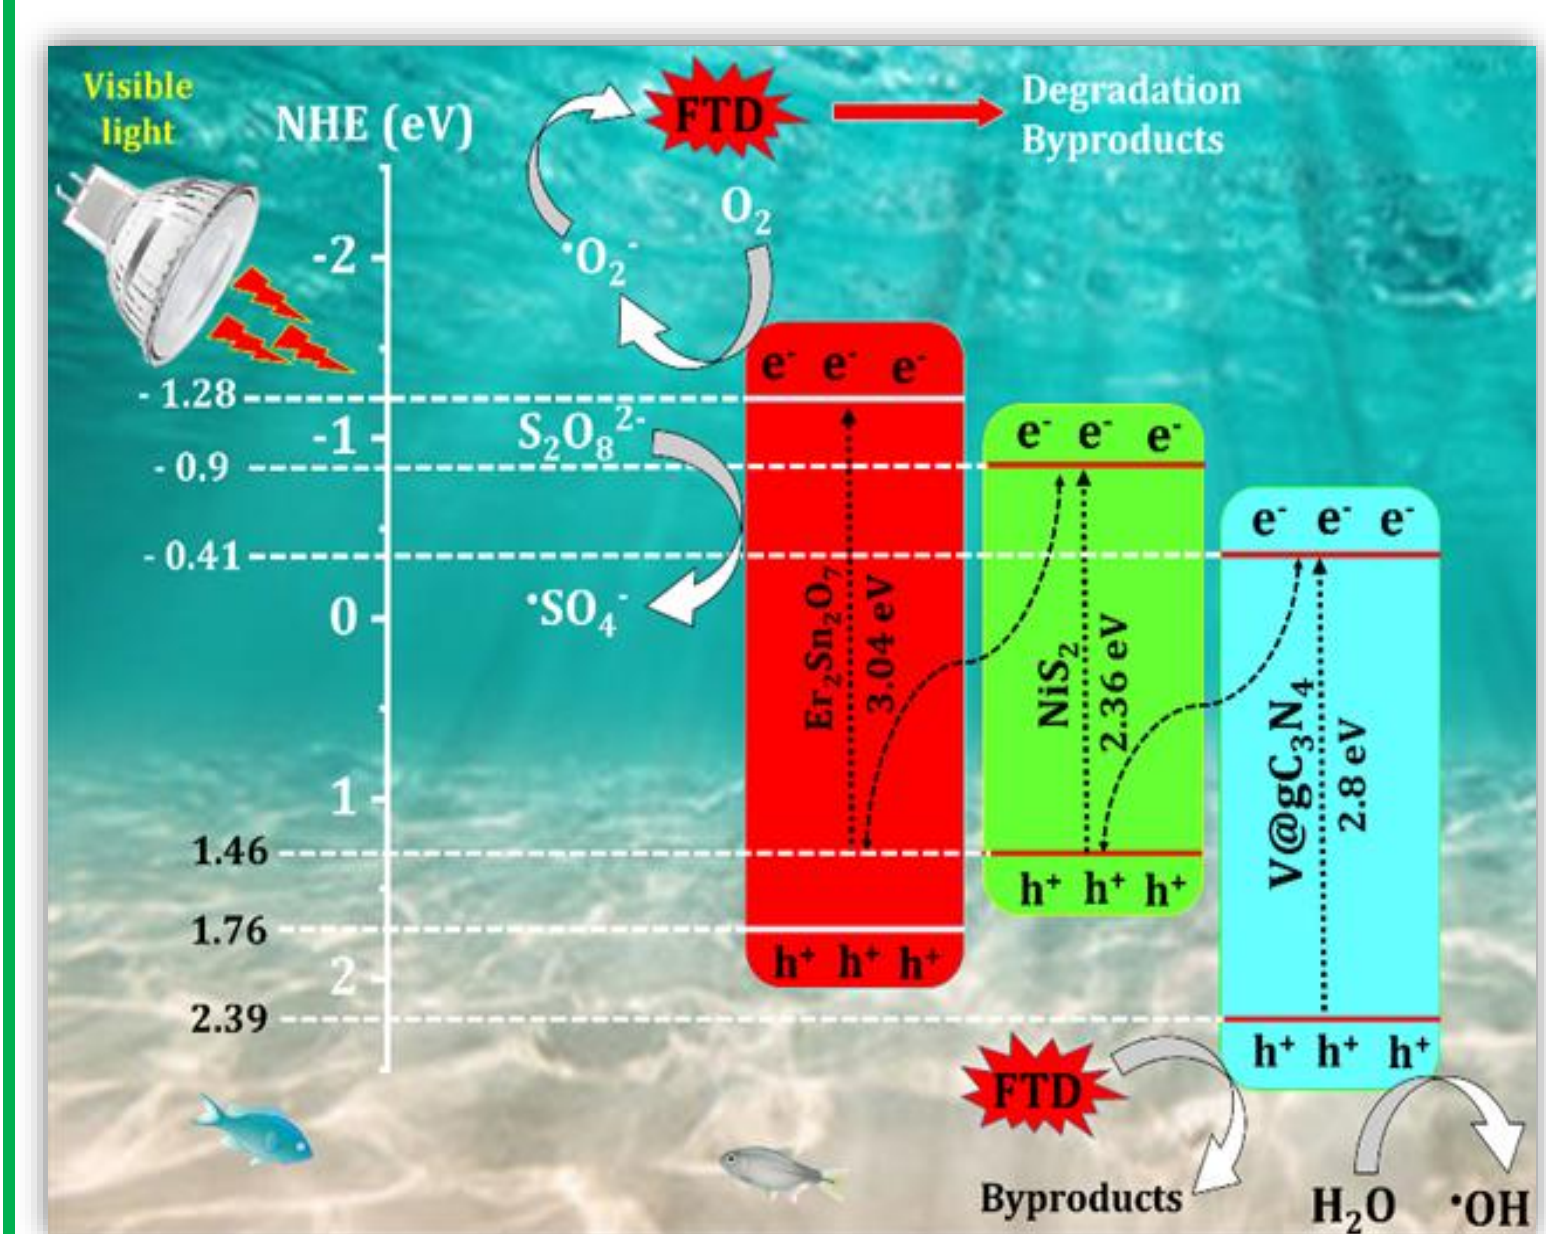 Visible
light
NHE (eV)
FTD
Degradation
Byproducts
O₂
•O₂⁻
-2
- 1.28
-1
- 0.9
- 0.41
0
1
1.46
1.76
2
2.39
S₂O₈²⁻
•SO₄⁻
e⁻ e⁻ e⁻
Er₂Sn₂O₇
3.04 eV
h⁺ h⁺ h⁺
e⁻ e⁻ e⁻
NiS₂
2.36 eV
h⁺ h⁺ h⁺
e⁻ e⁻ e⁻
V@gC₃N₄
2.8 eV
h⁺ h⁺ h⁺
FTD
Byproducts
H₂O •OH